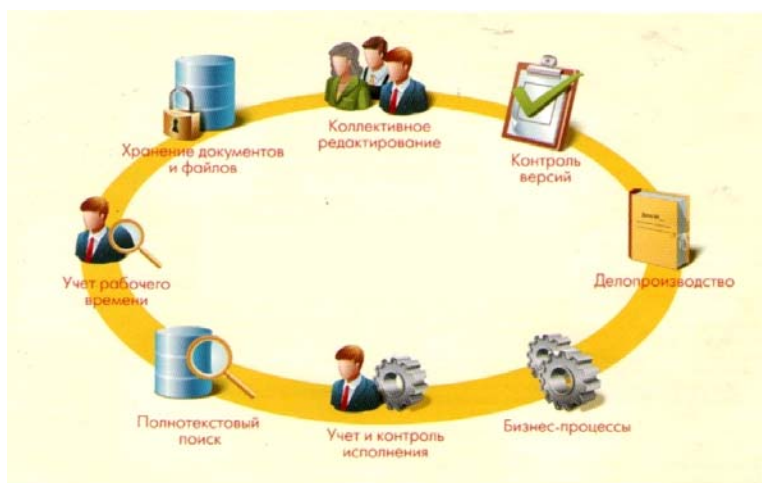 Коллективное
редактирование
Контроль
версий
Делопроизводство
Бизнес-процессы
Учет и контроль
исполнения
Полнотекстовый
поиск
Учет рабочего
времени
Хранение документов
и файлов